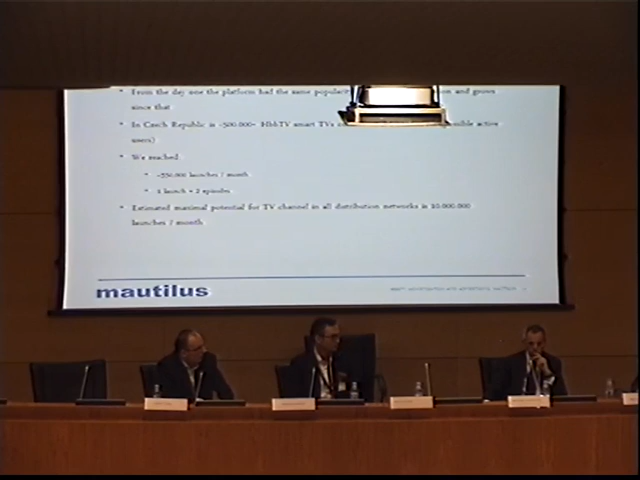 From the day one the platform had the same populari and grows
since that
In Czech Republic is ~500.000+ HbbTV smart TVs active
users)
We reached
~550.000 launches / month
1 launch = 2 episodes
Estimated maximal potential for TV channel in all distribution networks is 10.000.000
launches / month
mautilus